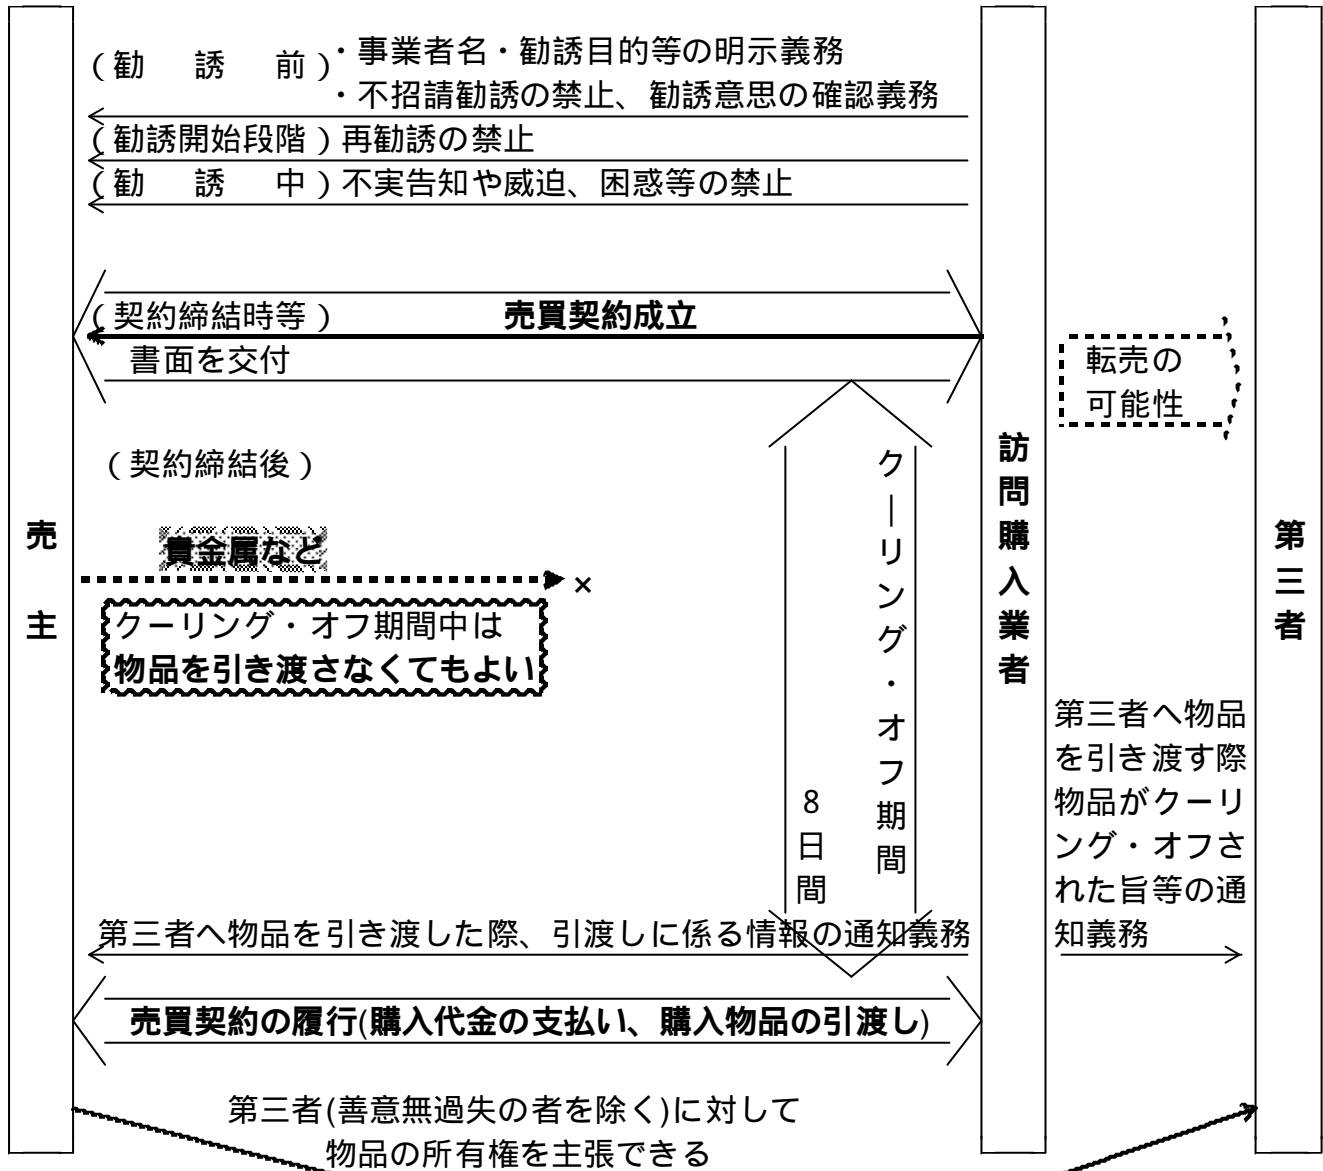 (勧　誘　前)・事業者名・勧誘目的等の明示義務
・不招請勧誘の禁止、勧誘意思の確認義務
(勧誘開始段階)再勧誘の禁止
(勧　誘　中)不実告知や威迫、困惑等の禁止
(契約締結時等)　売買契約成立
書面を交付
転売の
可能性
(契約締結後)
貴金属など
×
クーリング・オフ期間中は
物品を引き渡さなくてもよい
クーリング・オフ期間
8日間
売主
訪問購入業者
第三者
第三者へ物品
を引き渡す際
物品がクーリ
ング・オフさ
れた旨等の通
知義務
第三者へ物品を引き渡した際、引渡しに係る情報の通知義務
売買契約の履行(購入代金の支払い、購入物品の引渡し)
第三者(善意無過失の者を除く)に対して
物品の所有権を主張できる